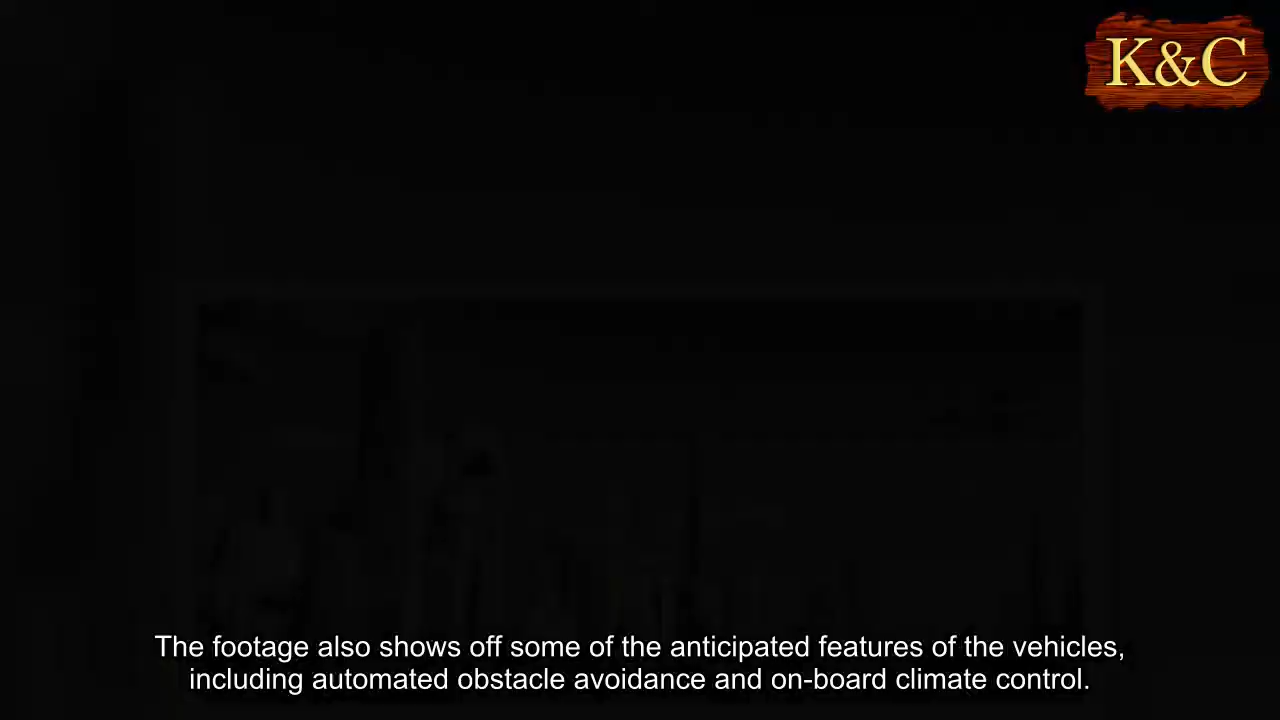 K&C
The footage also shows off some of the anticipated features of the vehicles,
including automated obstacle avoidance and on-board climate control.